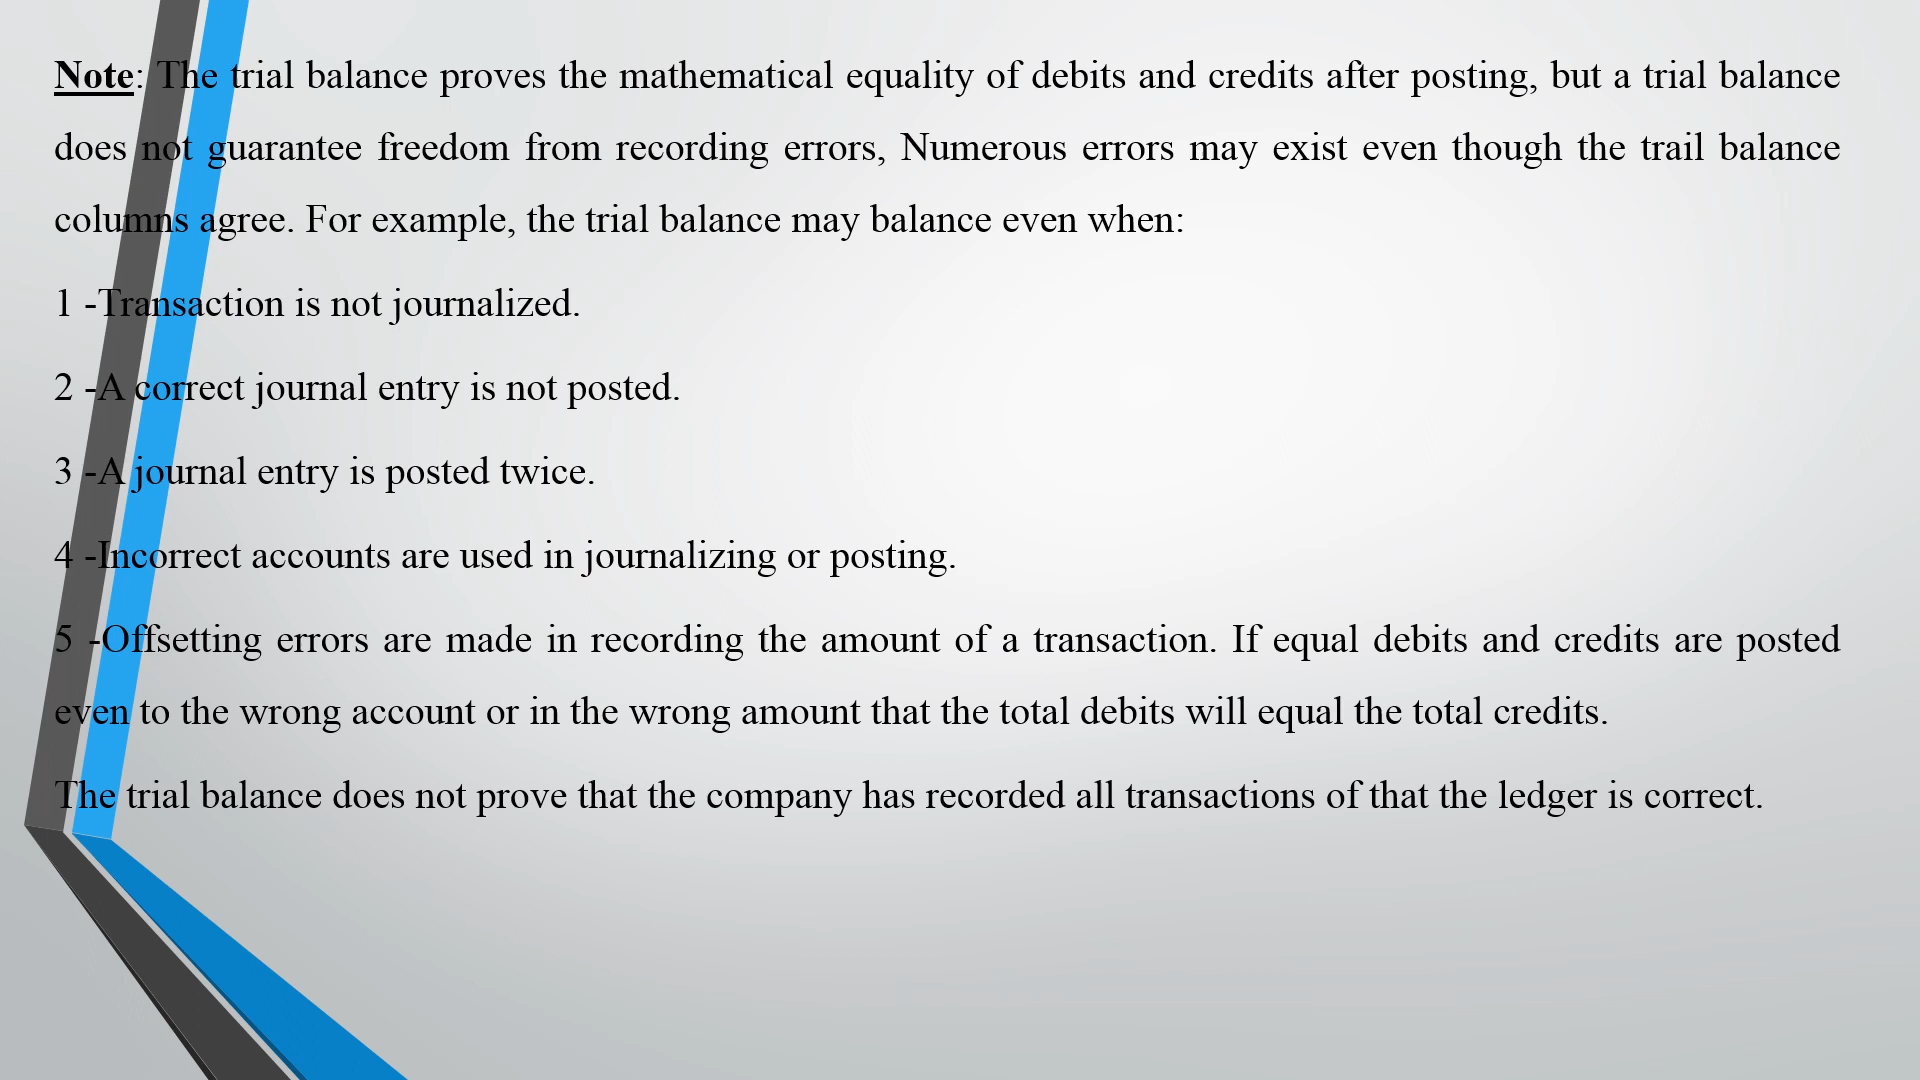 Note: The trial balance proves the mathematical equality of debits and credits after posting, but a trial balance
does not guarantee freedom from recording errors, Numerous errors may exist even though the trail balance
columns agree. For example, the trial balance may balance even when:
1 -Transaction is not journalized.
2 -A correct journal entry is not posted.
3 -A journal entry is posted twice.
4 -Incorrect accounts are used in journalizing or posting.
5 -Offsetting errors are made in recording the amount of a transaction. If equal debits and credits are posted
even to the wrong account or in the wrong amount that the total debits will equal the total credits.
The trial balance does not prove that the company has recorded all transactions of that the ledger is correct.